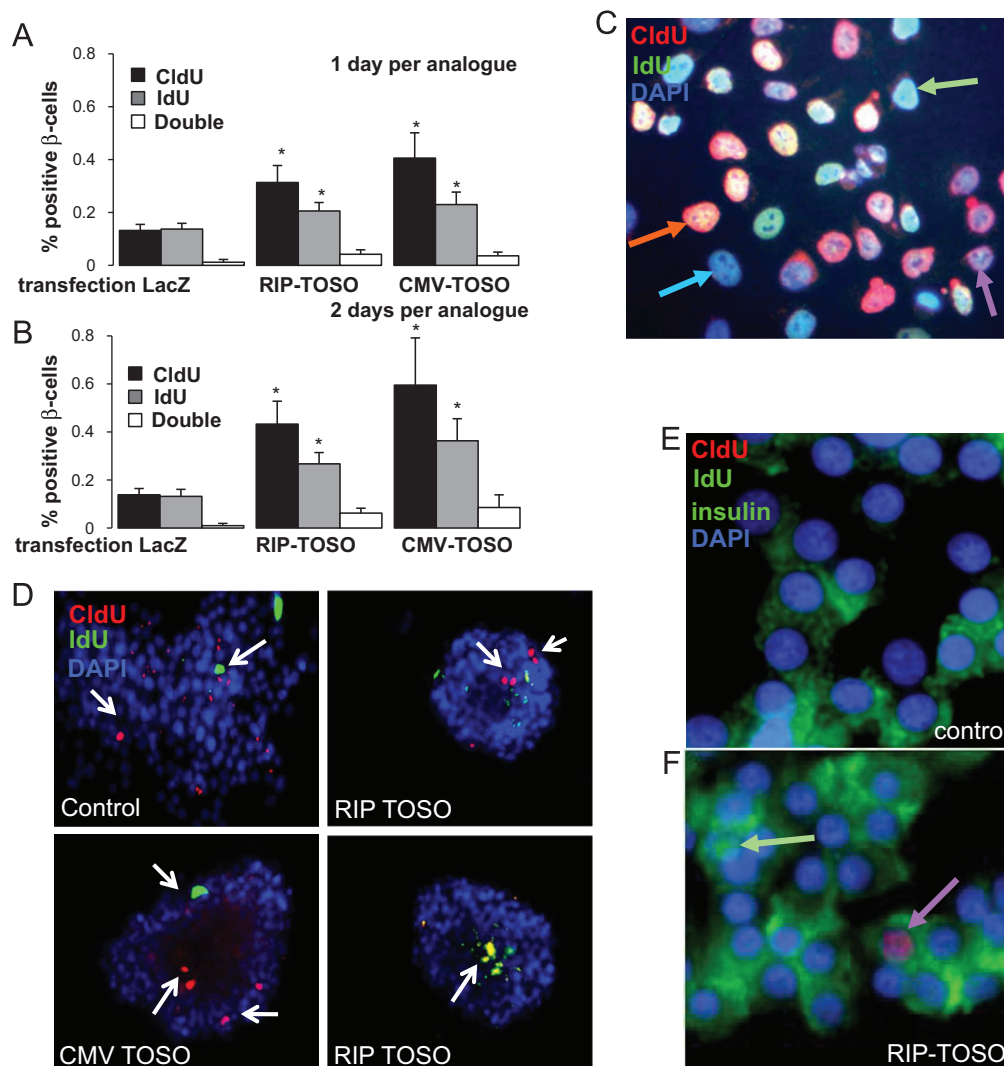 A
% positive β-cells
0.8
0.6
0.4
0.2
0
CldU
IdU
Double
1 day per analogue
*
*
*
*
transfection LacZ
RIP-TOSO
CMV-TOSO
B
% positive β-cells
0.8
0.6
0.4
0.2
0
CldU
IdU
Double
2 days per analogue
*
*
*
*
transfection LacZ
RIP-TOSO
CMV-TOSO
C
CldU
IdU
DAPI
D
CldU
IdU
DAPI
Control
RIP TOSO
CMV TOSO
RIP TOSO
E
CldU
IdU
insulin
DAPI
control
F
RIP-TOSO